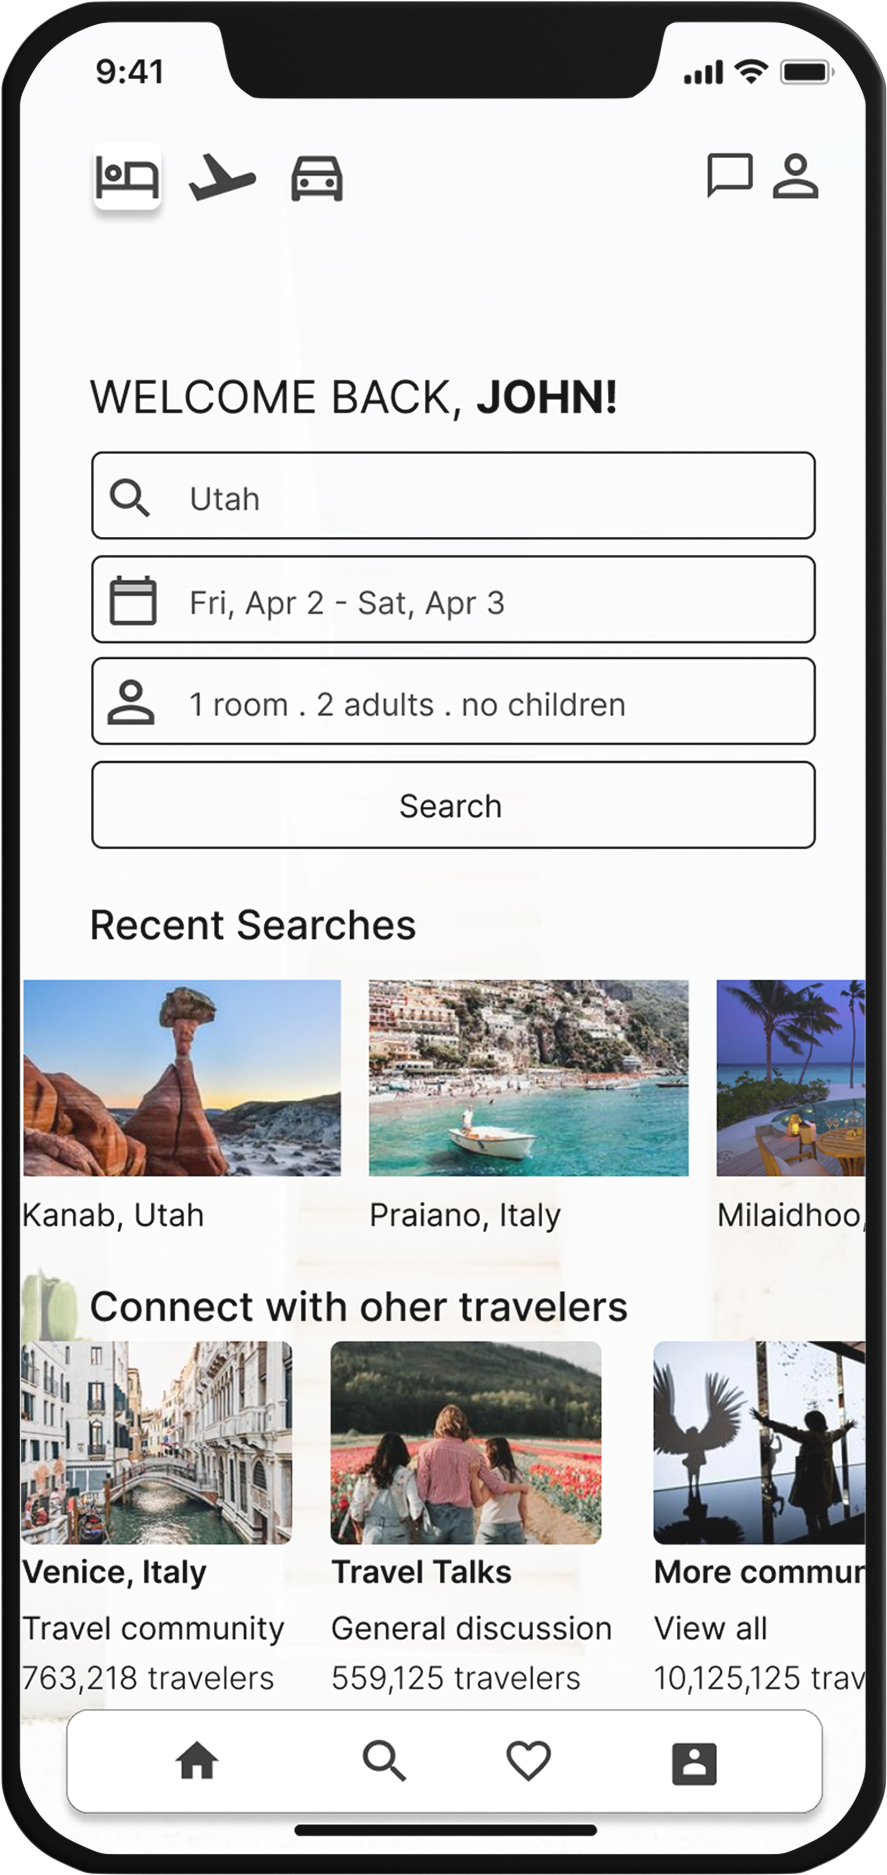 9:41
WELCOME BACK, JOHN!
Utah
Fri, Apr 2 - Sat, Apr 3
1 room . 2 adults . no children
Search
Recent Searches
Kanab, Utah
Praiano, Italy
Milaidhoo,
Connect with oher travelers
Venice, Italy
Travel community
763,218 travelers
Travel Talks
General discussion
559,125 travelers
More commun
View all
10,125,125 trav